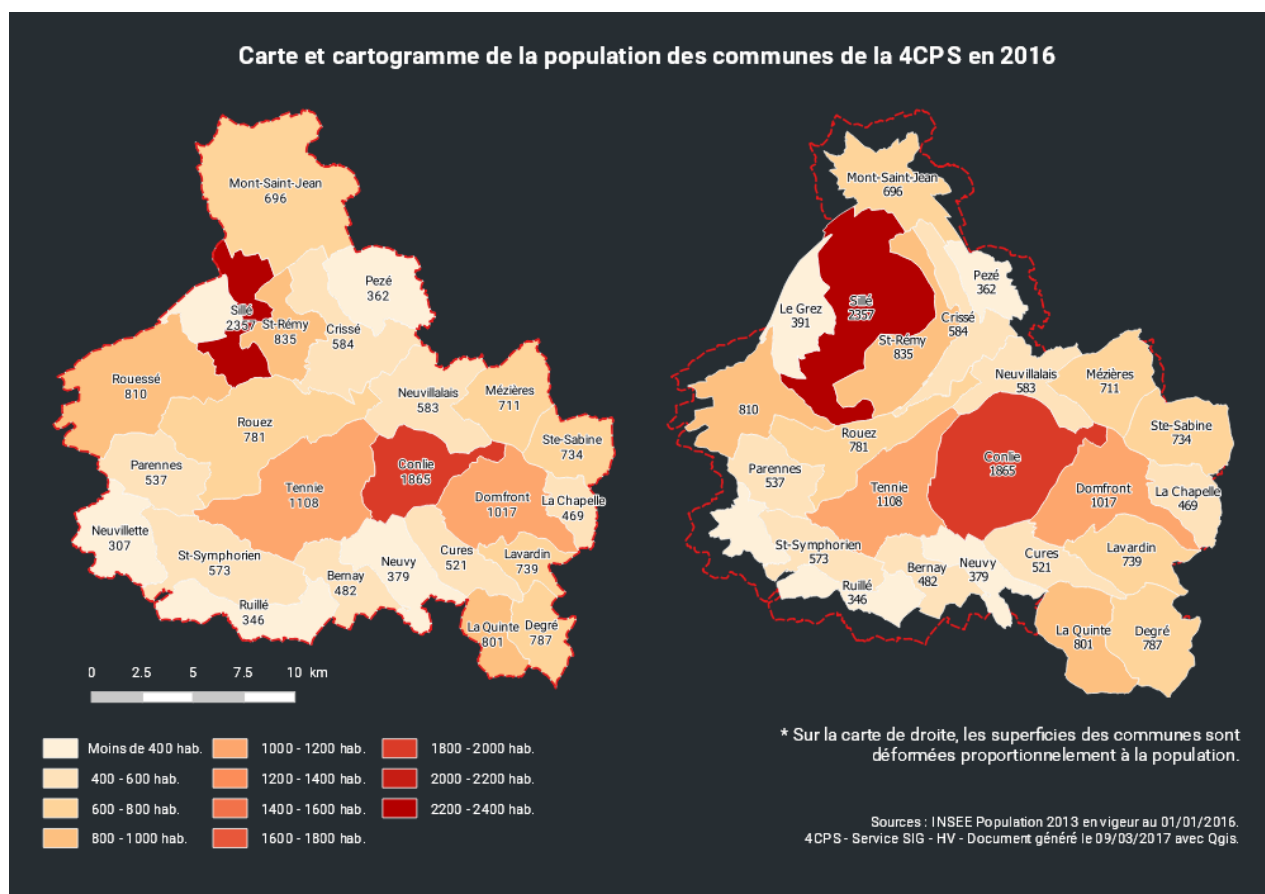 Carte et cartogramme de la population des communes de la 4CPS en 2016
Mont-Saint-Jean
696
Pezé
362
Sillé
2357
St-Rémy
835
Crissé
584
Rouessé
810
Neuvillalais
583
Mézières
711
Rouez
781
Ste-Sabine
734
Parennes
537
Conlie
1865
Tennie
1108
Domfront
1017
La Chapelle
469
Neuvillette
307
St-Symphorien
573
Bernay
482
Neuvy
379
Cures
521
Lavardin
739
Ruillé
346
La Quinte
801
Degré
787
0 2.5 5 7.5 10 km
Mont-Saint-Jean
696
Pezé
362
Le Grez
391
Sillé
2357
Crissé
584
St-Rémy
835
Neuvillalais
583
Mézières
711
810
Rouez
781
Ste-Sabine
734
Parennes
537
Conlie
1865
Tennie
1108
Domfront
1017
La Chapelle
469
St-Symphorien
573
Bernay
482
Neuvy
379
Cures
521
Lavardin
739
Ruillé
346
La Quinte
801
Degré
787
Moins de 400 hab.
400 - 600 hab.
600 - 800 hab.
800 - 1000 hab.
1000 - 1200 hab.
1200 - 1400 hab.
1400 - 1600 hab.
1600 - 1800 hab.
1800 - 2000 hab.
2000 - 2200 hab.
2200 - 2400 hab.
* Sur la carte de droite, les superficies des communes sont
déformées proportionnelement à la population.
Sources : INSEE Population 2013 en vigeur au 01/01/2016.
4CPS - Service SIG - HV - Document généré le 09/03/2017 avec Qgis.